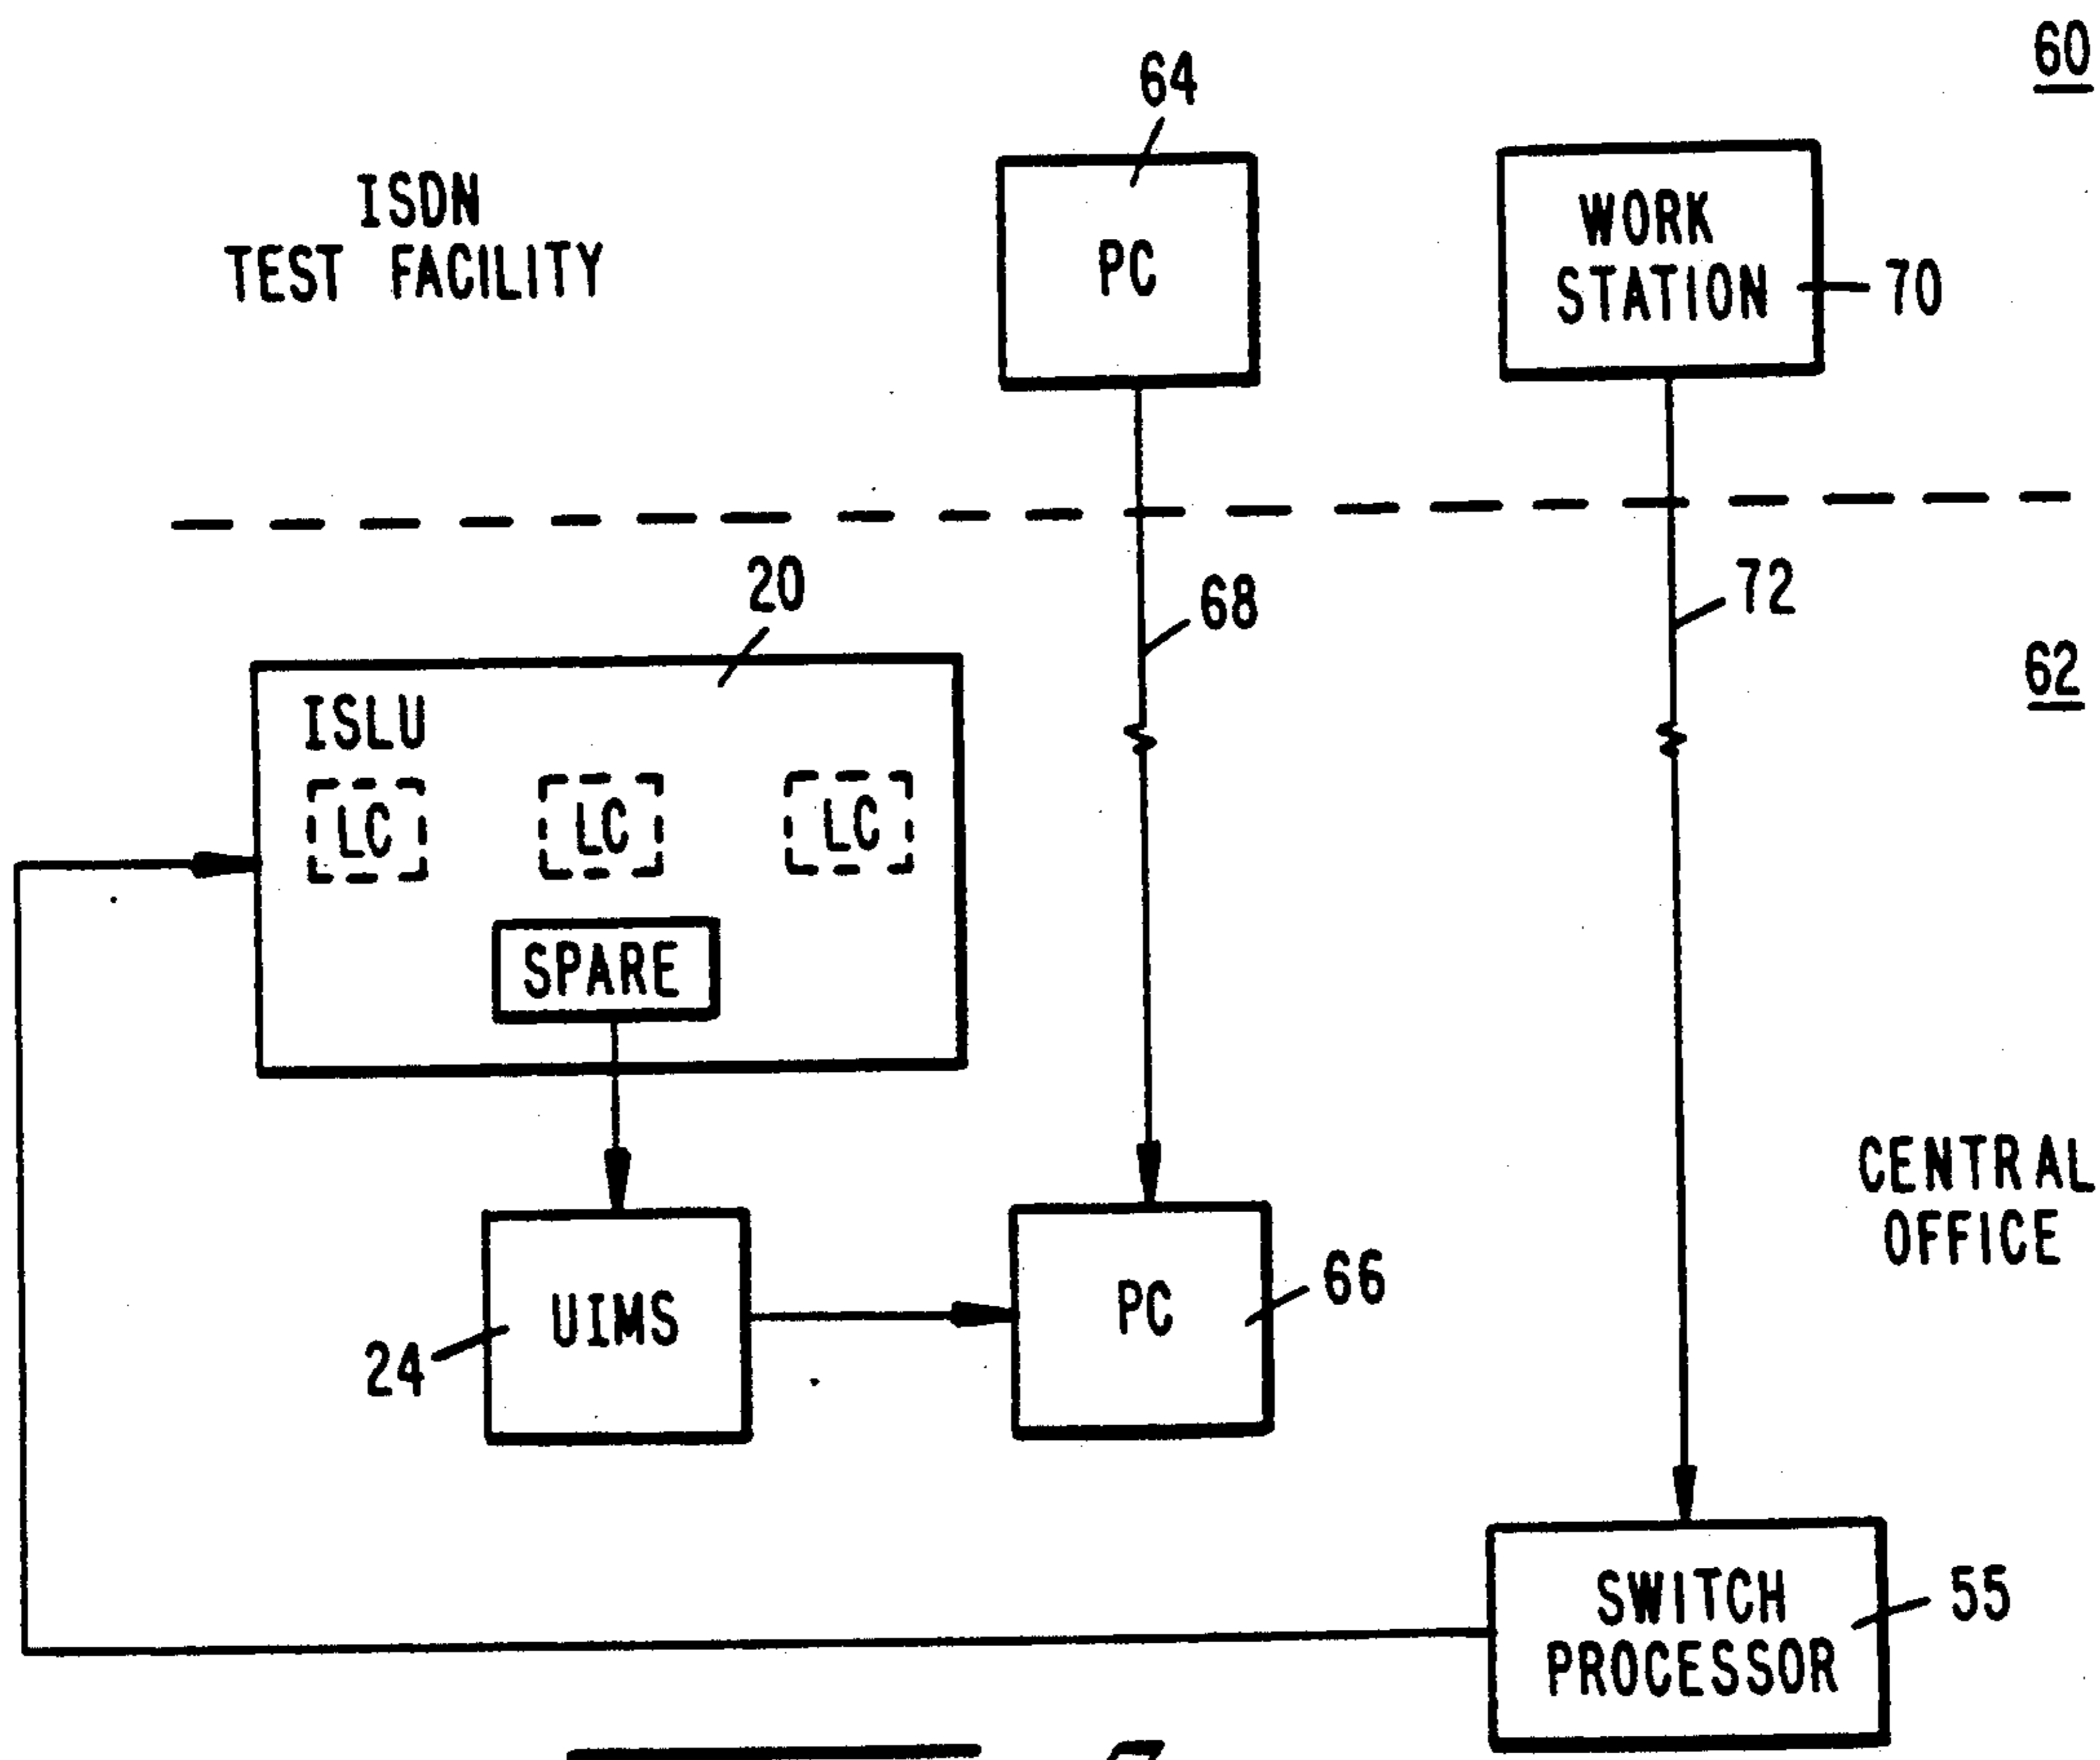 60
64
ISDN
TEST FACILITY
PC
WORK
STATION
70
20
68
72
62
ISLU
LC
LC
LC
SPARE
CENTRAL
OFFICE
UIMS
24
PC
66
SWITCH
PROCESSOR
55